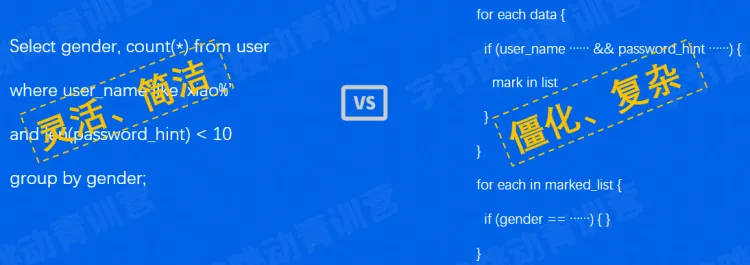 Select gender, count(*) from user
where user_name like 'xiao%'
and len(password_hint) < 10
group by gender;
灵活、简洁
VS
for each data {
if (user_name ······ && password_hint ······) {
mark in list
}
}
for each in marked_list {
if (gender == ······) { }
}
僵化、复杂
字节跳动青训营